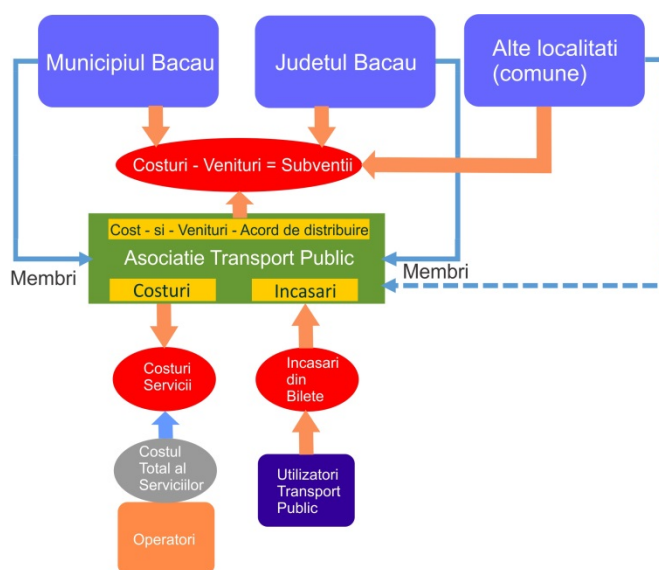 Municipiul Bacau
Judetul Bacau
Alte localitati
(comune)
Costuri - Venituri = Subventii
Cost - si - Venituri - Acord de distribuire
Asociatie Transport Public
Membri
Membri
Costuri
Incasari
Costuri
Servicii
Incasari
din
Bilete
Costul
Total al
Serviciilor
Utilizatori
Transport
Public
Operatori